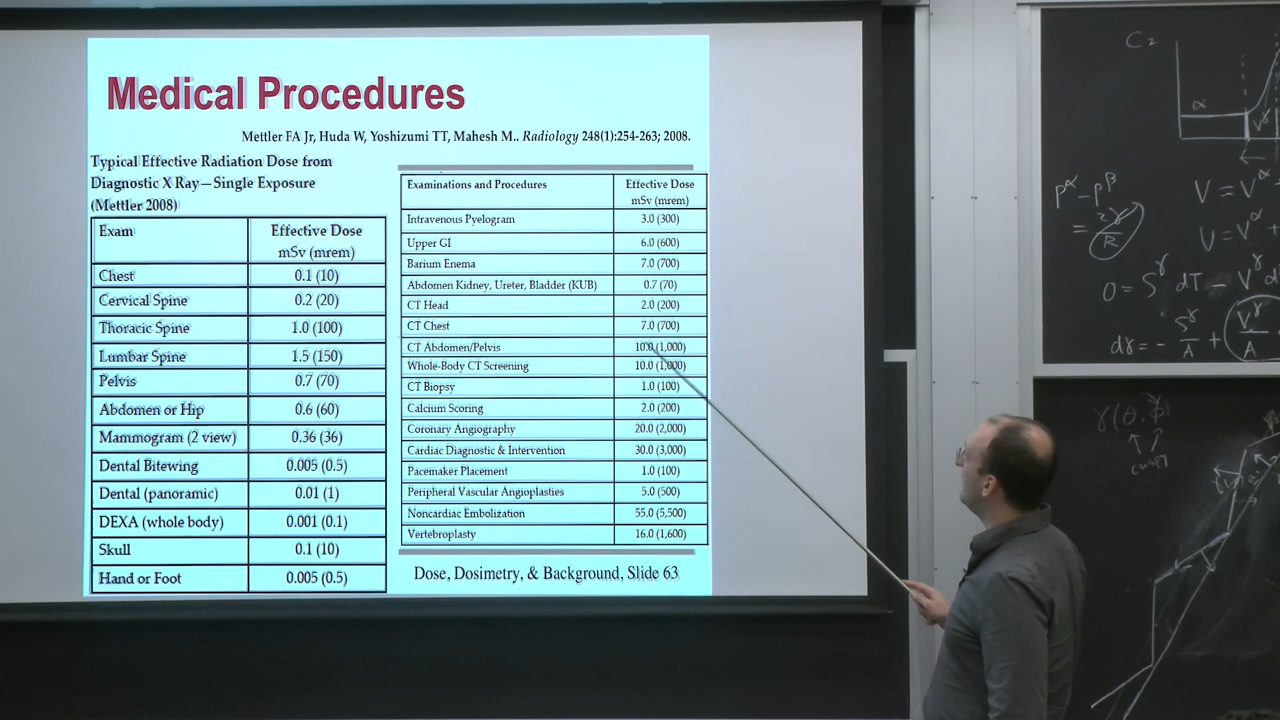 Medical Procedures
Mettler FA Jr, Huda W, Yoshizumi TT, Mahesh M.. Radiology 248(1):254-263; 2008.
Typical Effective Radiation Dose from
Diagnostic X Ray—Single Exposure
(Mettler 2008)
Exam Effective Dose
mSv (mrem)
Chest 0.1 (10)
Cervical Spine 0.2 (20)
Thoracic Spine 1.0 (100)
Lumbar Spine 1.5 (150)
Pelvis 0.7 (70)
Abdomen or Hip 0.6 (60)
Mammogram (2 view) 0.36 (36)
Dental Bitewing 0.005 (0.5)
Dental (panoramic) 0.01 (1)
DEXA (whole body) 0.001 (0.1)
Skull 0.1 (10)
Hand or Foot 0.005 (0.5)
Examinations and Procedures Effective Dose
mSv (mrem)
Intravenous Pyelogram 3.0 (300)
Upper GI 6.0 (600)
Barium Enema 7.0 (700)
Abdomen Kidney, Ureter, Bladder (KUB) 0.7 (70)
CT Head 2.0 (200)
CT Chest 7.0 (700)
CT Abdomen/Pelvis 10.0 (1,000)
Whole-Body CT Screening 10.0 (1,000)
CT Biopsy 1.0 (100)
Calcium Scoring 2.0 (200)
Coronary Angiography 20.0 (2,000)
Cardiac Diagnostic & Intervention 30.0 (3,000)
Pacemaker Placement 1.0 (100)
Peripheral Vascular Angioplasties 5.0 (500)
Noncardiac Embolization 55.0 (5,500)
Vertebroplasty 16.0 (1,600)
Dose, Dosimetry, & Background, Slide 63
C₂
α
V^γ
P^α - P^β
= 2γ/R
V = V^α
V = V^α +
0 = S^γ dT - V^γ
dγ = - S^γ/A + V^γ/A